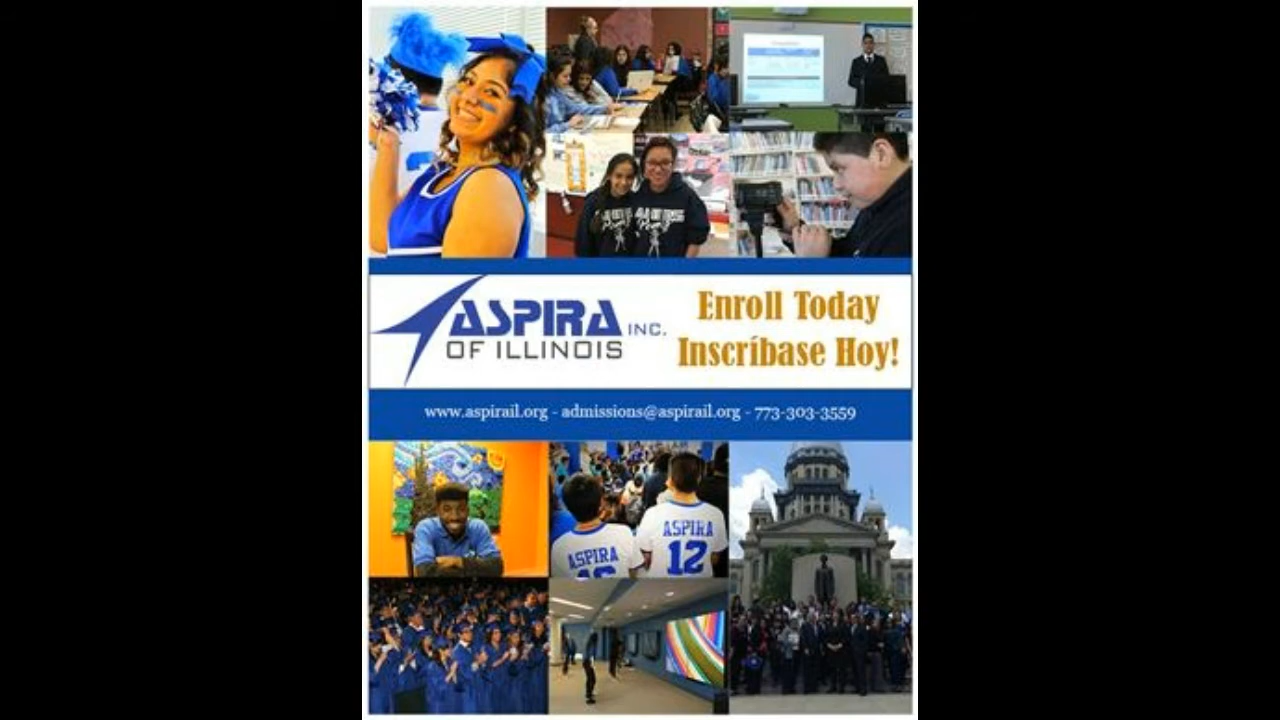 ASPIRA INC.
OF ILLINOIS
Enroll Today
Inscríbase Hoy!
www.aspirail.org - admissions@aspirail.org - 773-303-3559
ASPIRA
ASPIRA
12